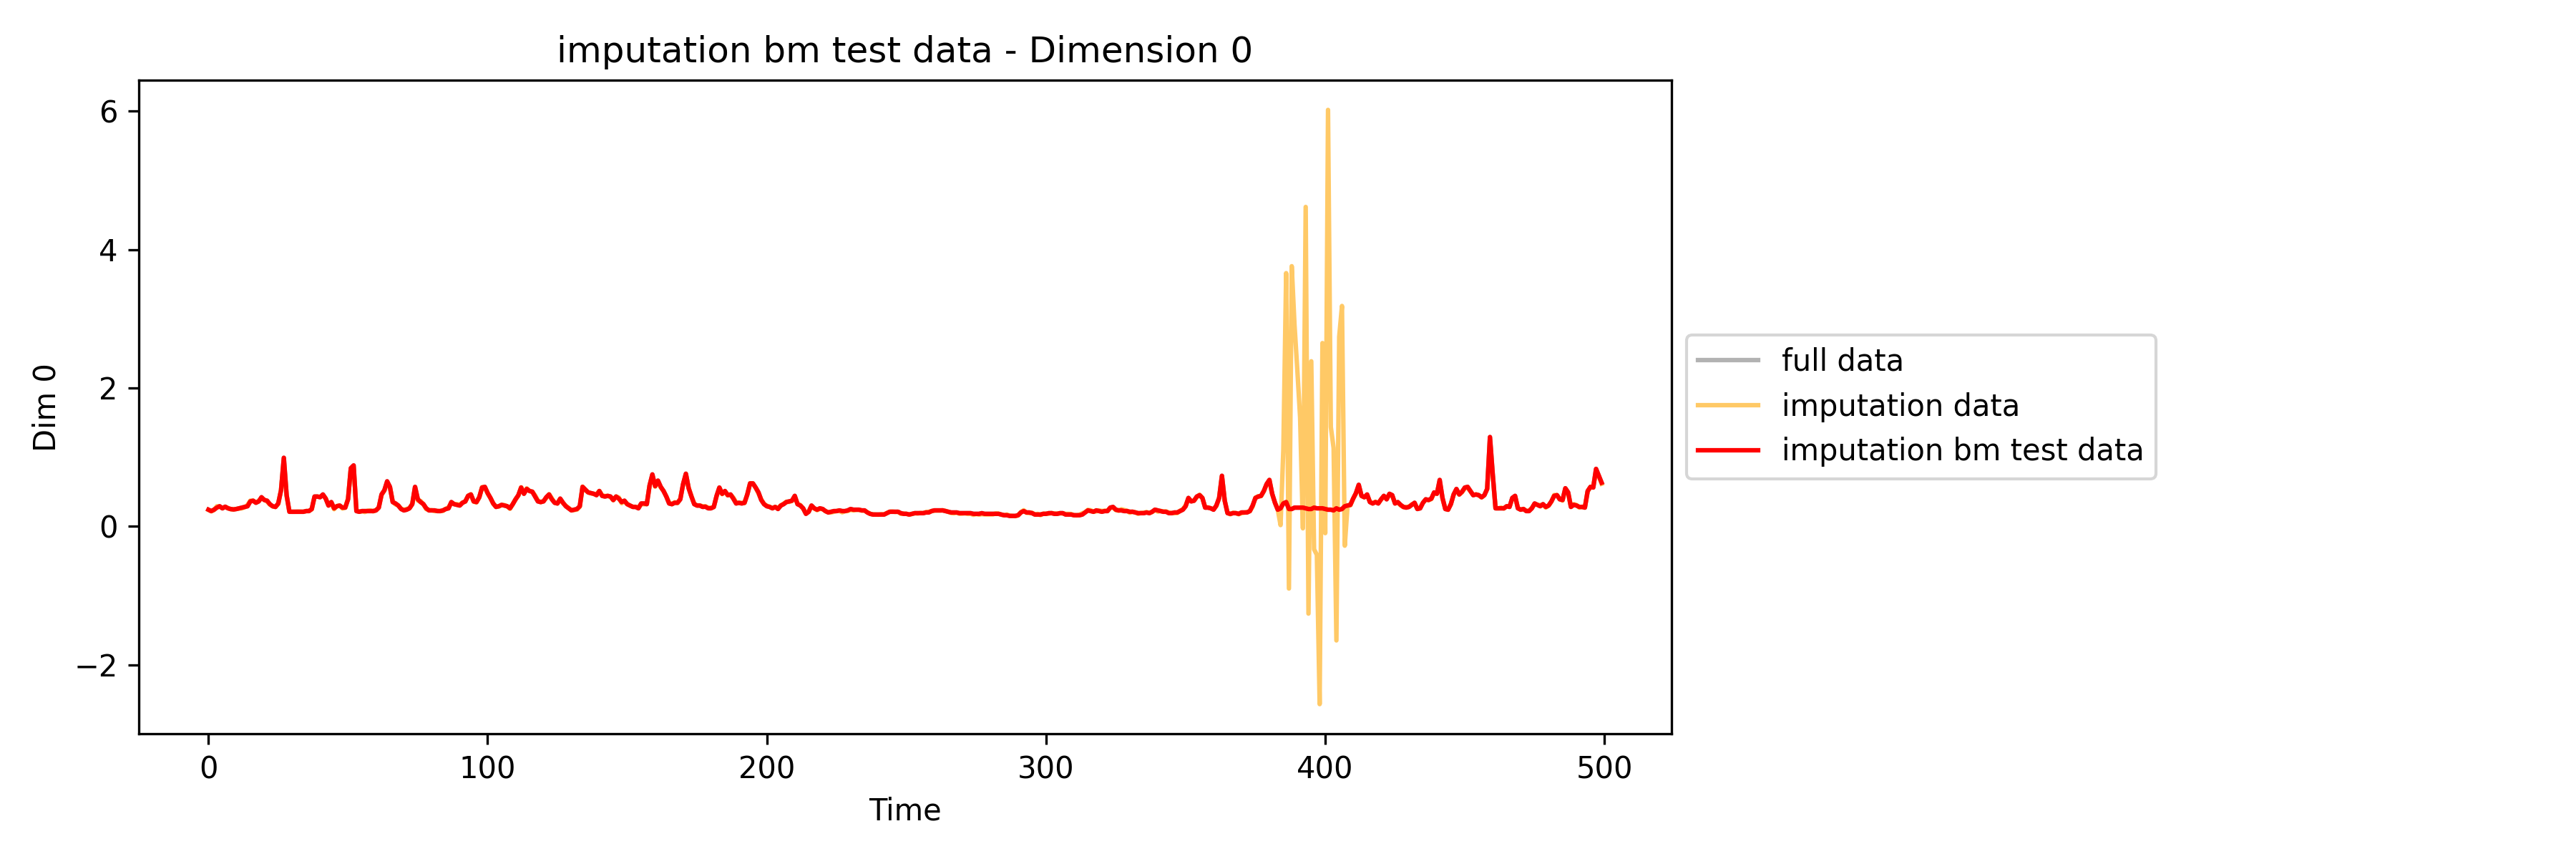 imputation bm test data - Dimension 0
6
4
2
0
−2
Dim 0
0 100 200 300 400 500
Time
full data
imputation data
imputation bm test data